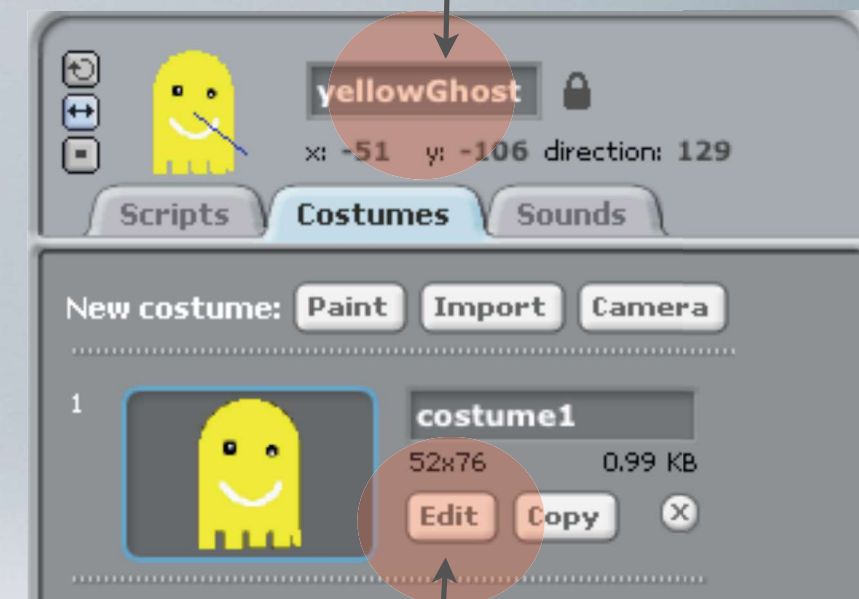 yellowGhost
x: -51 y: -106 direction: 129
Scripts Costumes Sounds
New costume: Paint Import Camera
1
costume1
52x76 0.99 KB
Edit Copy X